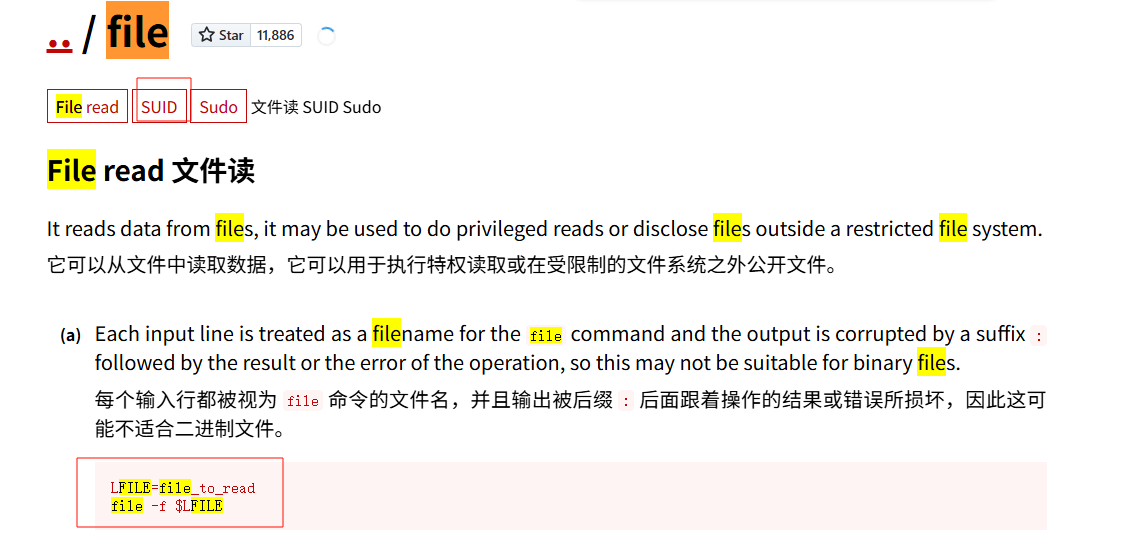 .. / file Star 11,886
File read SUID Sudo 文件读 SUID Sudo
File read 文件读
It reads data from files, it may be used to do privileged reads or disclose files outside a restricted file system.
它可以从文件中读取数据，它可以用于执行特权读取或在受限制的文件系统之外公开文件。
(a) Each input line is treated as a filename for the file command and the output is corrupted by a suffix :
followed by the result or the error of the operation, so this may not be suitable for binary files.
每个输入行都被视为 file 命令的文件名，并且输出被后缀 : 后面跟着操作的结果或错误所损坏，因此这可
能不适合二进制文件。
LFILE=file_to_read
file -f $LFILE